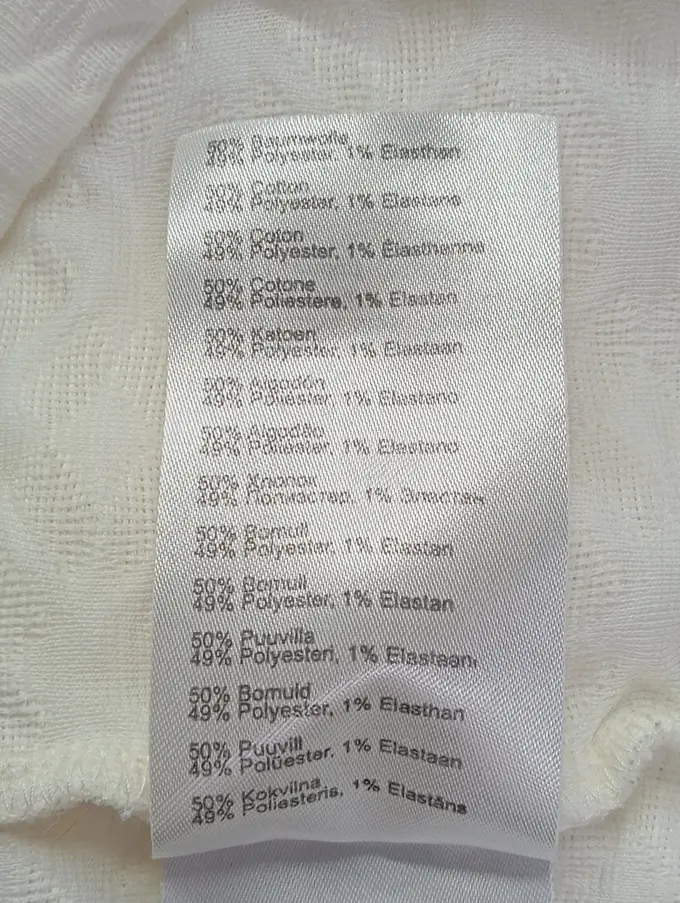 50% Baumwolle
49% Polyester, 1% Elasthan
50% Cotton
49% Polyester, 1% Elastane
50% Coton
49% Polyester, 1% Élasthanne
50% Cotone
49% Poliestere, 1% Elastan
50% Katoen
49% Polyester, 1% Elastaan
50% Algodón
49% Poliéster, 1% Elastano
50% Algodão
49% Poliéster, 1% Elastano
50% Хлопок
49% Полиэстер, 1% Эластан
50% Bomull
49% Polyester, 1% Elastan
50% Bomull
49% Polyester, 1% Elastan
50% Puuvilla
49% Polyesteri, 1% Elastaani
50% Bomuld
49% Polyester, 1% Elasthan
50% Puuvill
49% Polüester, 1% Elastaan
50% Kokvilna
49% Poliesteris, 1% Elastāns